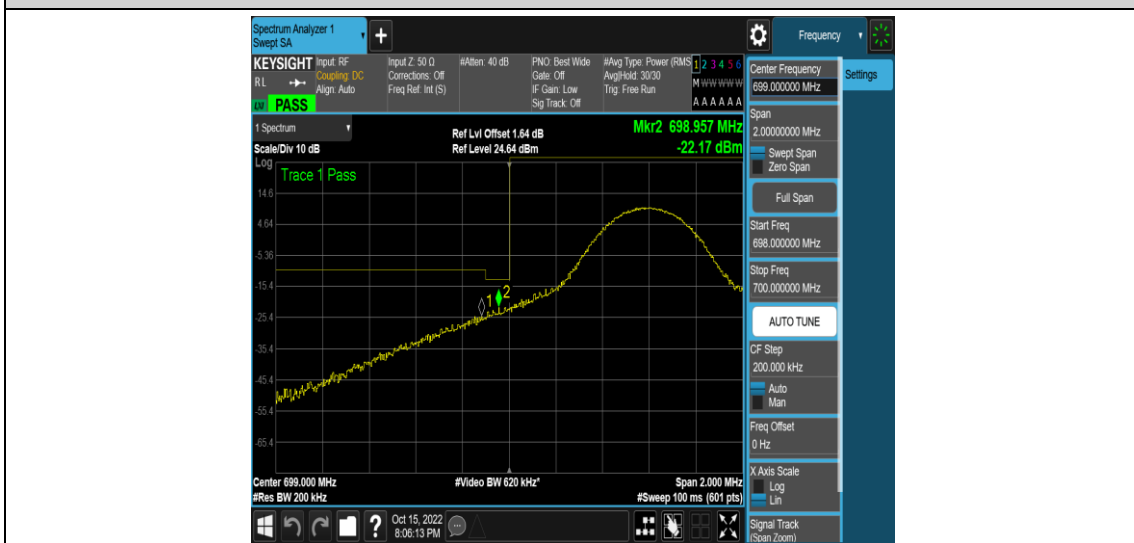 Spectrum Analyzer 1
Swept SA
Frequency
KEYSIGHT
RL
PASS
Input: RF
Coupling: DC
Align: Auto
Input Z: 50 Ω
Corrections: Off
Freq Ref: Int (S)
#Atten: 40 dB
PNO: Best Wide
Gate: Off
IF Gain: Low
Sig Track: Off
#Avg Type: Power (RMS
Avg|Hold: 30/30
Trig: Free Run
1 2 3 4 5 6
M W W W W W
A A A A A A
Center Frequency
699.000000 MHz
Settings
Span
2.00000000 MHz
Swept Span
Zero Span
Full Span
Start Freq
698.000000 MHz
Stop Freq
700.000000 MHz
AUTO TUNE
CF Step
200.000 kHz
Auto
Man
Freq Offset
0 Hz
X Axis Scale
Log
Lin
Signal Track
(Span Zoom)
1 Spectrum
Scale/Div 10 dB
Ref Lvl Offset 1.64 dB
Ref Level 24.64 dBm
Mkr2 698.957 MHz
-22.17 dBm
Log
Trace 1 Pass
14.6
4.64
-5.36
-15.4
-25.4
-35.4
-45.4
-55.4
-65.4
1
2
Center 699.000 MHz
#Res BW 200 kHz
#Video BW 620 kHz*
Span 2.000 MHz
#Sweep 100 ms (601 pts)
?
Oct 15, 2022
8:06:13 PM